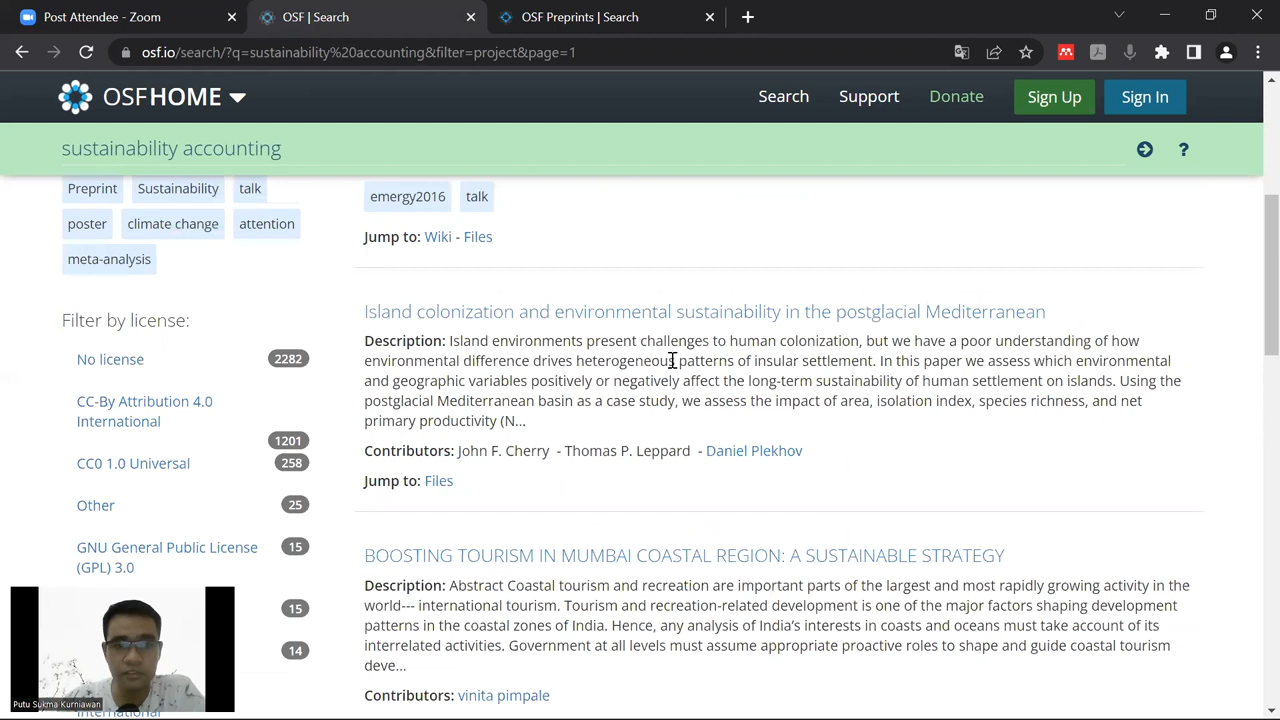 Post Attendee - Zoom
OSF | Search
OSF Preprints | Search
osf.io/search/?q=sustainability%20accounting&filter=project&page=1
OSFHOME
Search
Support
Donate
Sign Up
Sign In
sustainability accounting
?
Preprint
Sustainability
talk
poster
climate change
attention
meta-analysis
Filter by license:
No license
2282
CC-By Attribution 4.0
International
1201
CC0 1.0 Universal
258
Other
25
GNU General Public License
15
(GPL) 3.0
15
14
International
emergy2016
talk
Jump to: Wiki - Files
Island colonization and environmental sustainability in the postglacial Mediterranean
Description: Island environments present challenges to human colonization, but we have a poor understanding of how
environmental difference drives heterogeneous patterns of insular settlement. In this paper we assess which environmental
and geographic variables positively or negatively affect the long-term sustainability of human settlement on islands. Using the
postglacial Mediterranean basin as a case study, we assess the impact of area, isolation index, species richness, and net
primary productivity (N...
Contributors: John F. Cherry - Thomas P. Leppard - Daniel Plekhov
Jump to: Files
BOOSTING TOURISM IN MUMBAI COASTAL REGION: A SUSTAINABLE STRATEGY
Description: Abstract Coastal tourism and recreation are important parts of the largest and most rapidly growing activity in the
world--- international tourism. Tourism and recreation-related development is one of the major factors shaping development
patterns in the coastal zones of India. Hence, any analysis of India's interests in coasts and oceans must take account of its
interrelated activities. Government at all levels must assume appropriate proactive roles to shape and guide coastal tourism
deve...
Contributors: vinita pimpale
Putu Sukma Kurniawan